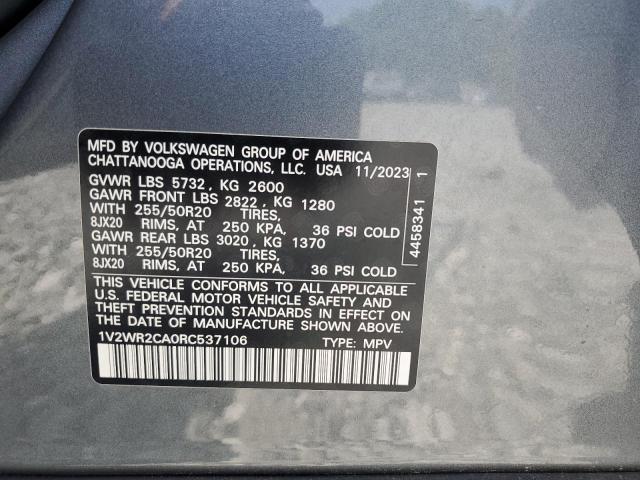 MFD BY VOLKSWAGEN GROUP OF AMERICA
CHATTANOOGA OPERATIONS, LLC. USA 11/2023
GVWR LBS 5732 , KG 2600
GAWR FRONT LBS 2822 , KG 1280
WITH 255/50R20 TIRES,
8JX20 RIMS, AT 250 KPA, 36 PSI COLD
GAWR REAR LBS 3020 , KG 1370
WITH 255/50R20 TIRES,
8JX20 RIMS, AT 250 KPA, 36 PSI COLD
THIS VEHICLE CONFORMS TO ALL APPLICABLE
U.S. FEDERAL MOTOR VEHICLE SAFETY AND
THEFT PREVENTION STANDARDS IN EFFECT ON
THE DATE OF MANUFACTURE SHOWN ABOVE.
1V2WR2CA0RC537106 TYPE: MPV
4458341 1